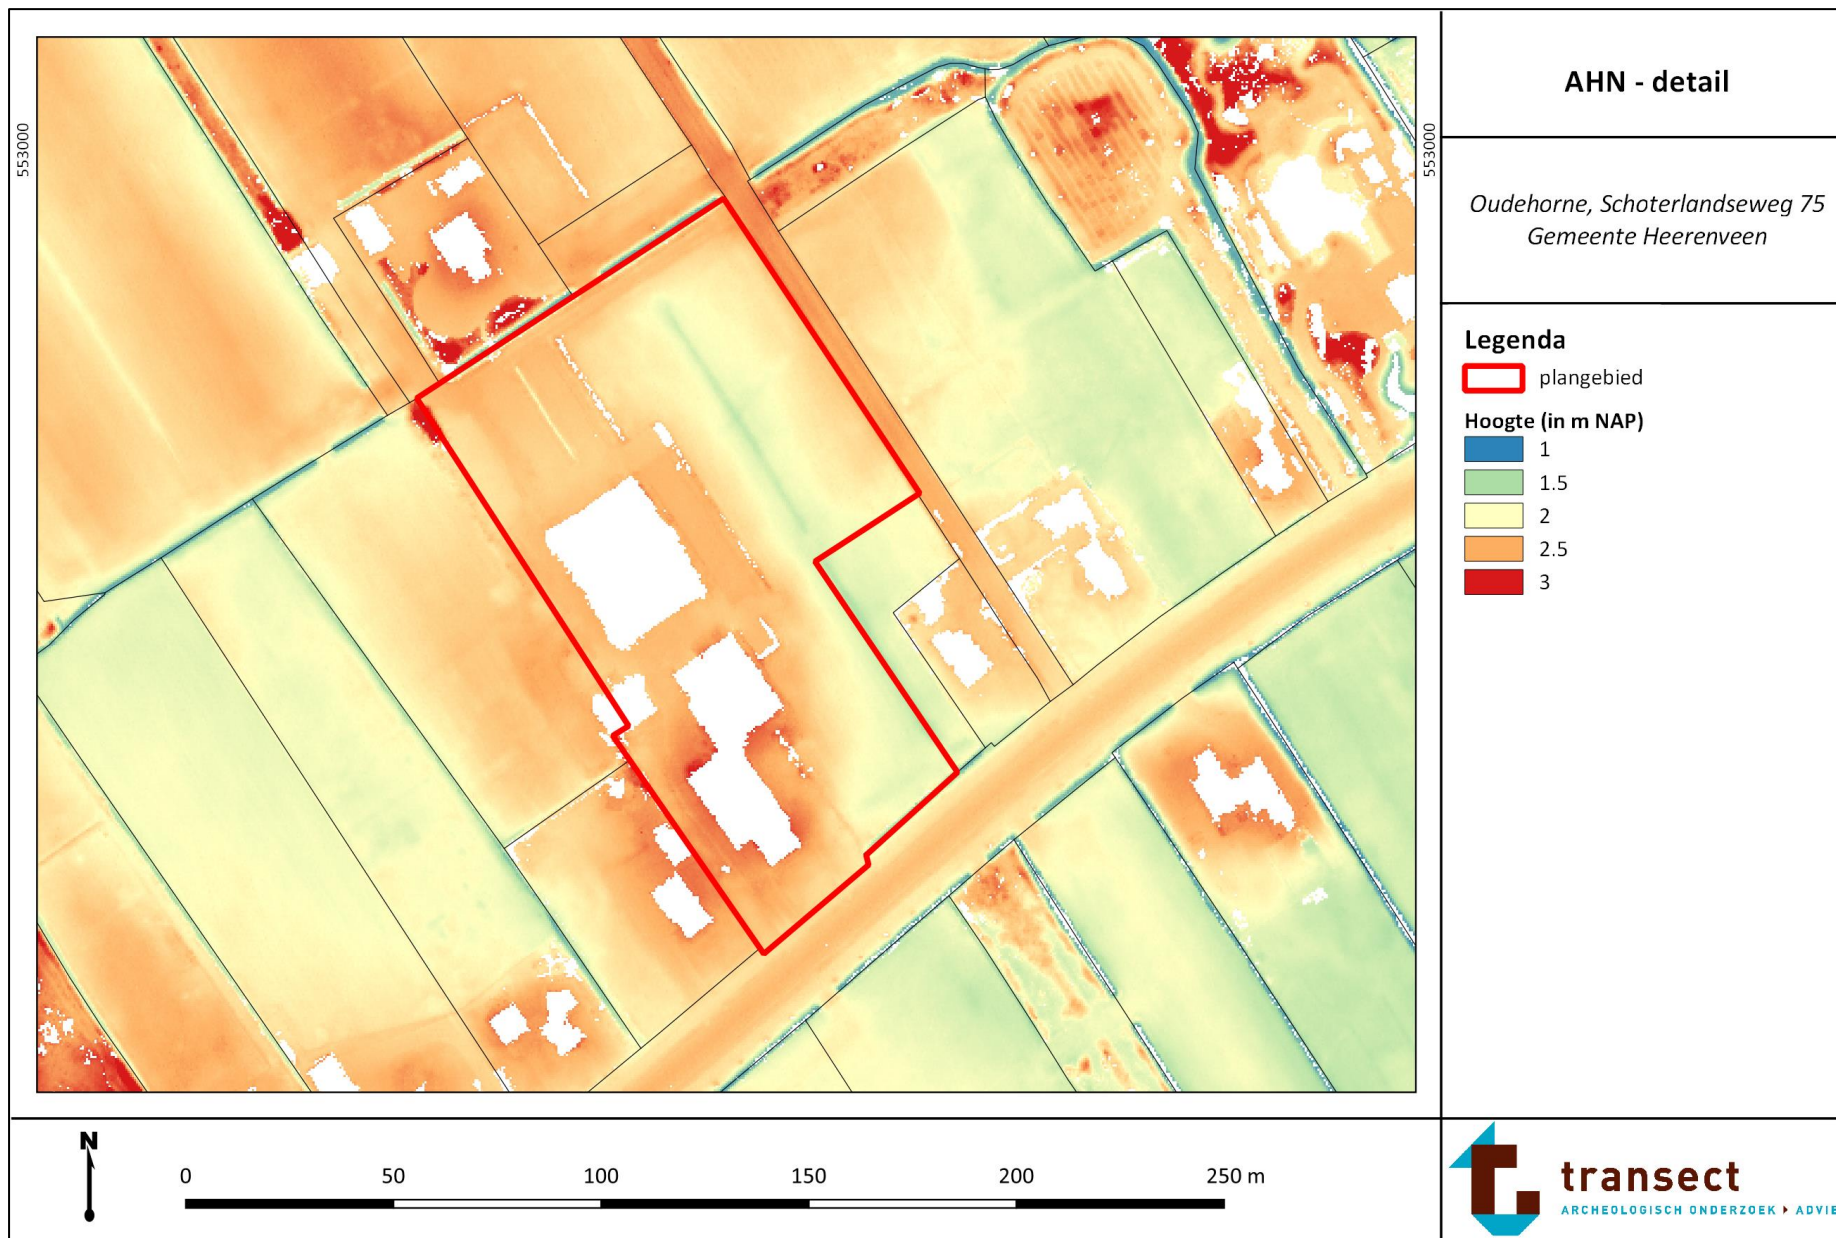 AHN - detail
553000
553000
Oudehorne, Schoterlandseweg 75
Gemeente Heerenveen
Legenda
plangebied
Hoogte (in m NAP)
1
1.5
2
2.5
3
N
0 50 100 150 200 250 m
transect
ARCHEOLOGISCH ONDERZOEK ADVIE